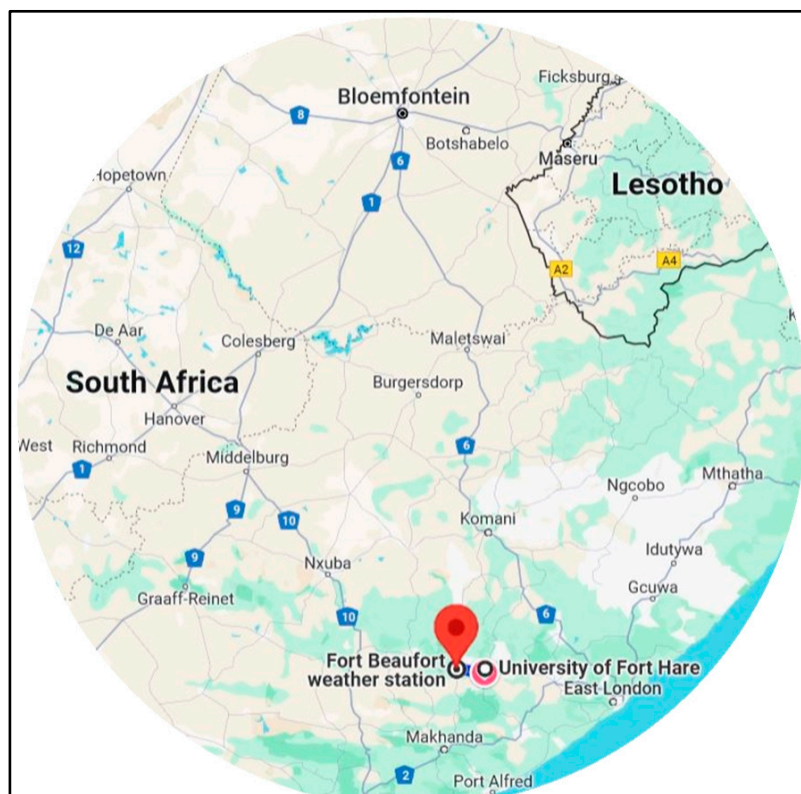 Ficksburg
Bloemfontein
8
Botshabelo
Maseru
6
Hopetown
Lesotho
1
12
A4
A2
De Aar
Colesberg
Maletswai
South Africa
Burgersdorp
Hanover
6
West
Richmond
Middelburg
1
Mthatha
Ngcobo
9
10
Komani
Idutywa
9
Nxuba
Gcuwa
Graaff-Reinet
10
6
Fort Beaufort
weather station
University of Fort Hare
East London
Makhanda
2
Port Alfred